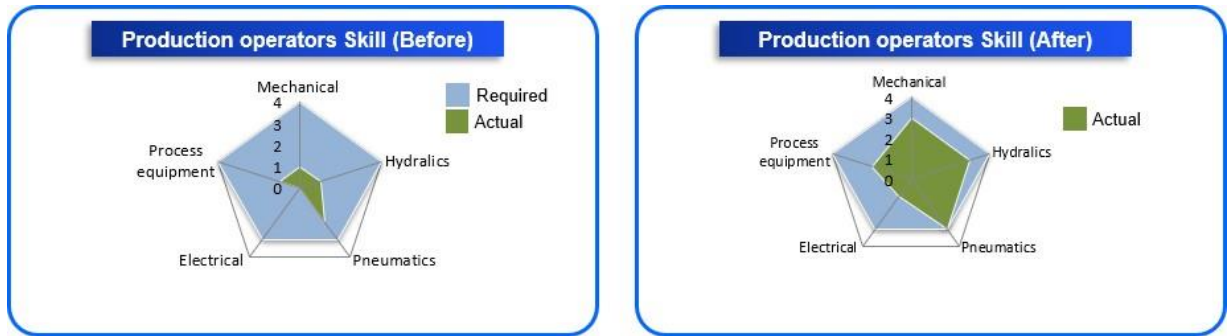 Production operators Skill (Before)
Mechanical
4
3
2
1
0
Required
Actual
Process
equipment
Hydralics
Electrical
Pneumatics
Production operators Skill (After)
Mechanical
4
3
2
1
0
Actual
Process
equipment
Hydralics
Electrical
Pneumatics